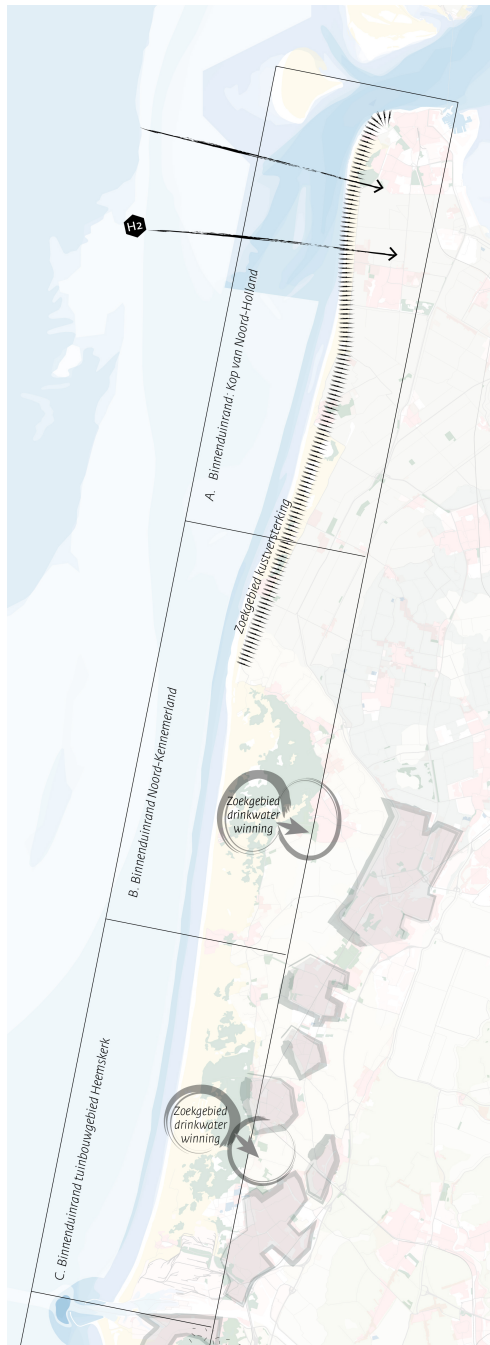 H2
A. Binnenduinrand: Kop van Noord-Holland
Zoekgebied kustversterking
B. Binnenduinrand Noord-Kennemerland
Zoekgebied
drinkwater
winning
C. Binnenduinrand tuinbouwgebied Heemskerk
Zoekgebied
drinkwater
winning